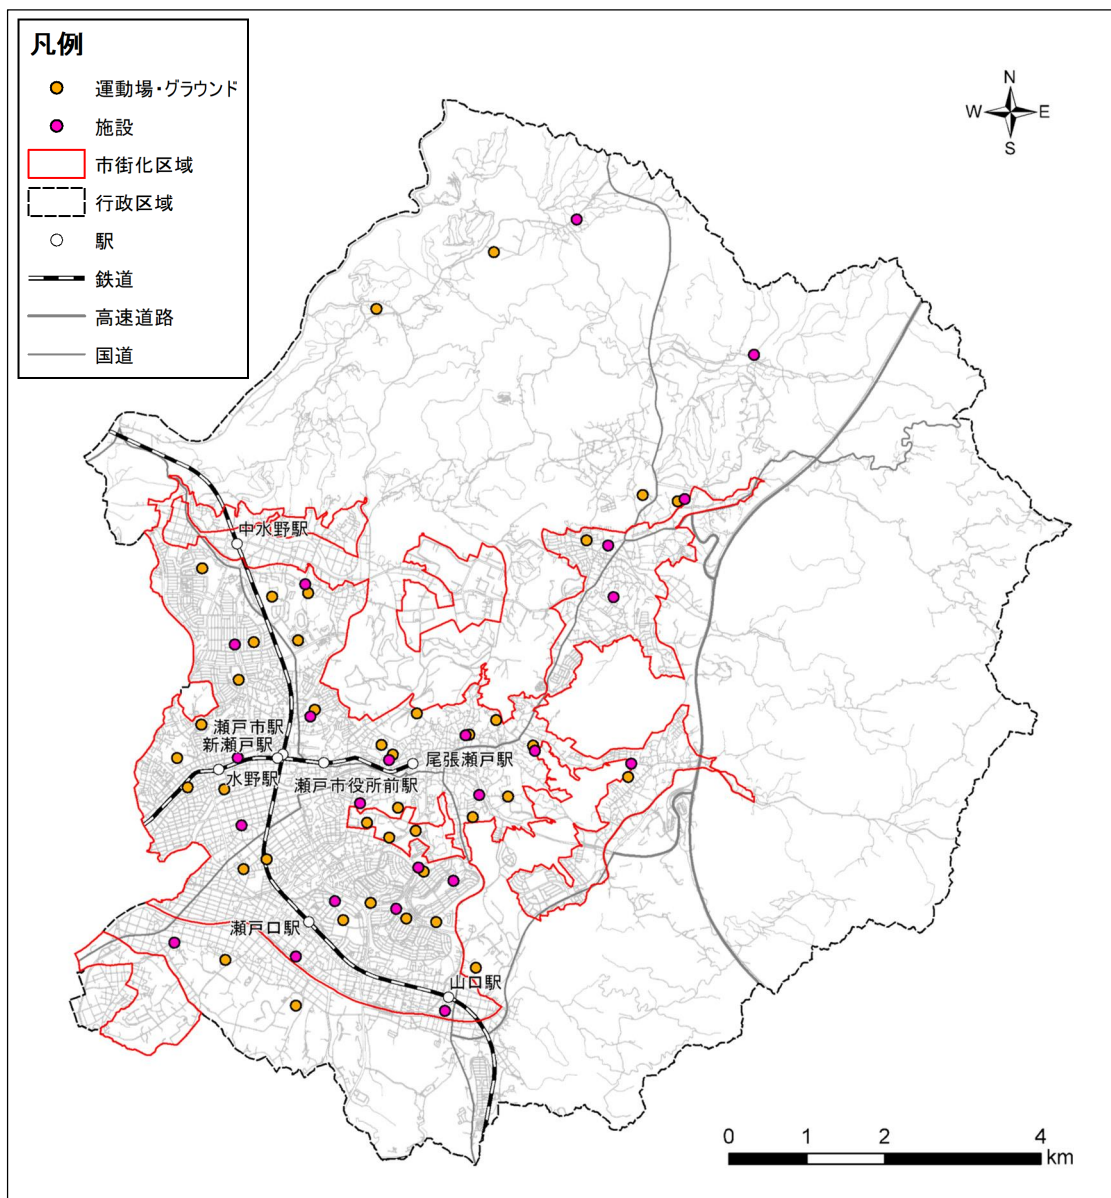 凡例
運動場・グラウンド
施設
市街化区域
行政区域
駅
鉄道
高速道路
国道
N
W
E
S
中水野駅
瀬戸市駅
新瀬戸駅
水野駅
瀬戸市役所前駅
尾張瀬戸駅
瀬戸口駅
山口駅
0 1 2 4
km